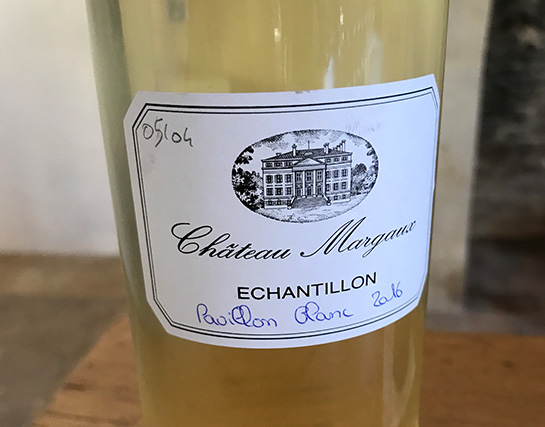 05/04
Château Margaux
ECHANTILLON
Pavillon Blanc 2016